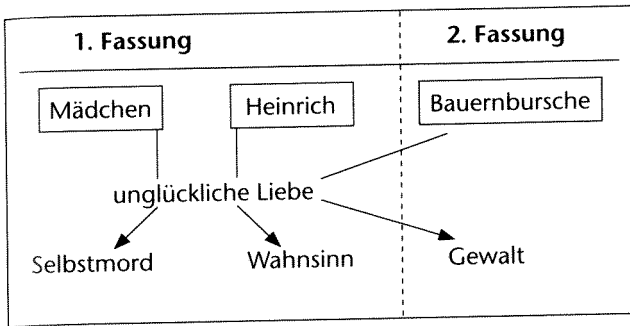 1. Fassung 2. Fassung
Mädchen Heinrich Bauernbursche
unglückliche Liebe
Selbstmord Wahnsinn Gewalt